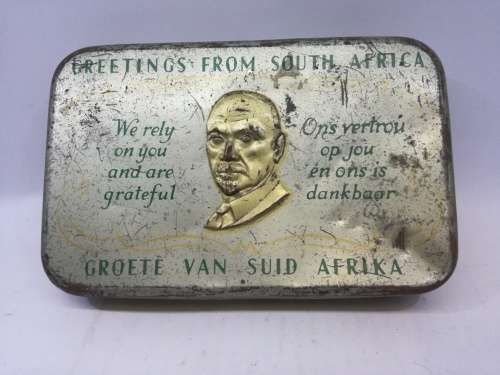 GREETINGS FROM SOUTH AFRICA
We rely
on you
and are
grateful
Ons vertrou
op jou
en ons is
dankbaar
GROETE VAN SUID AFRIKA